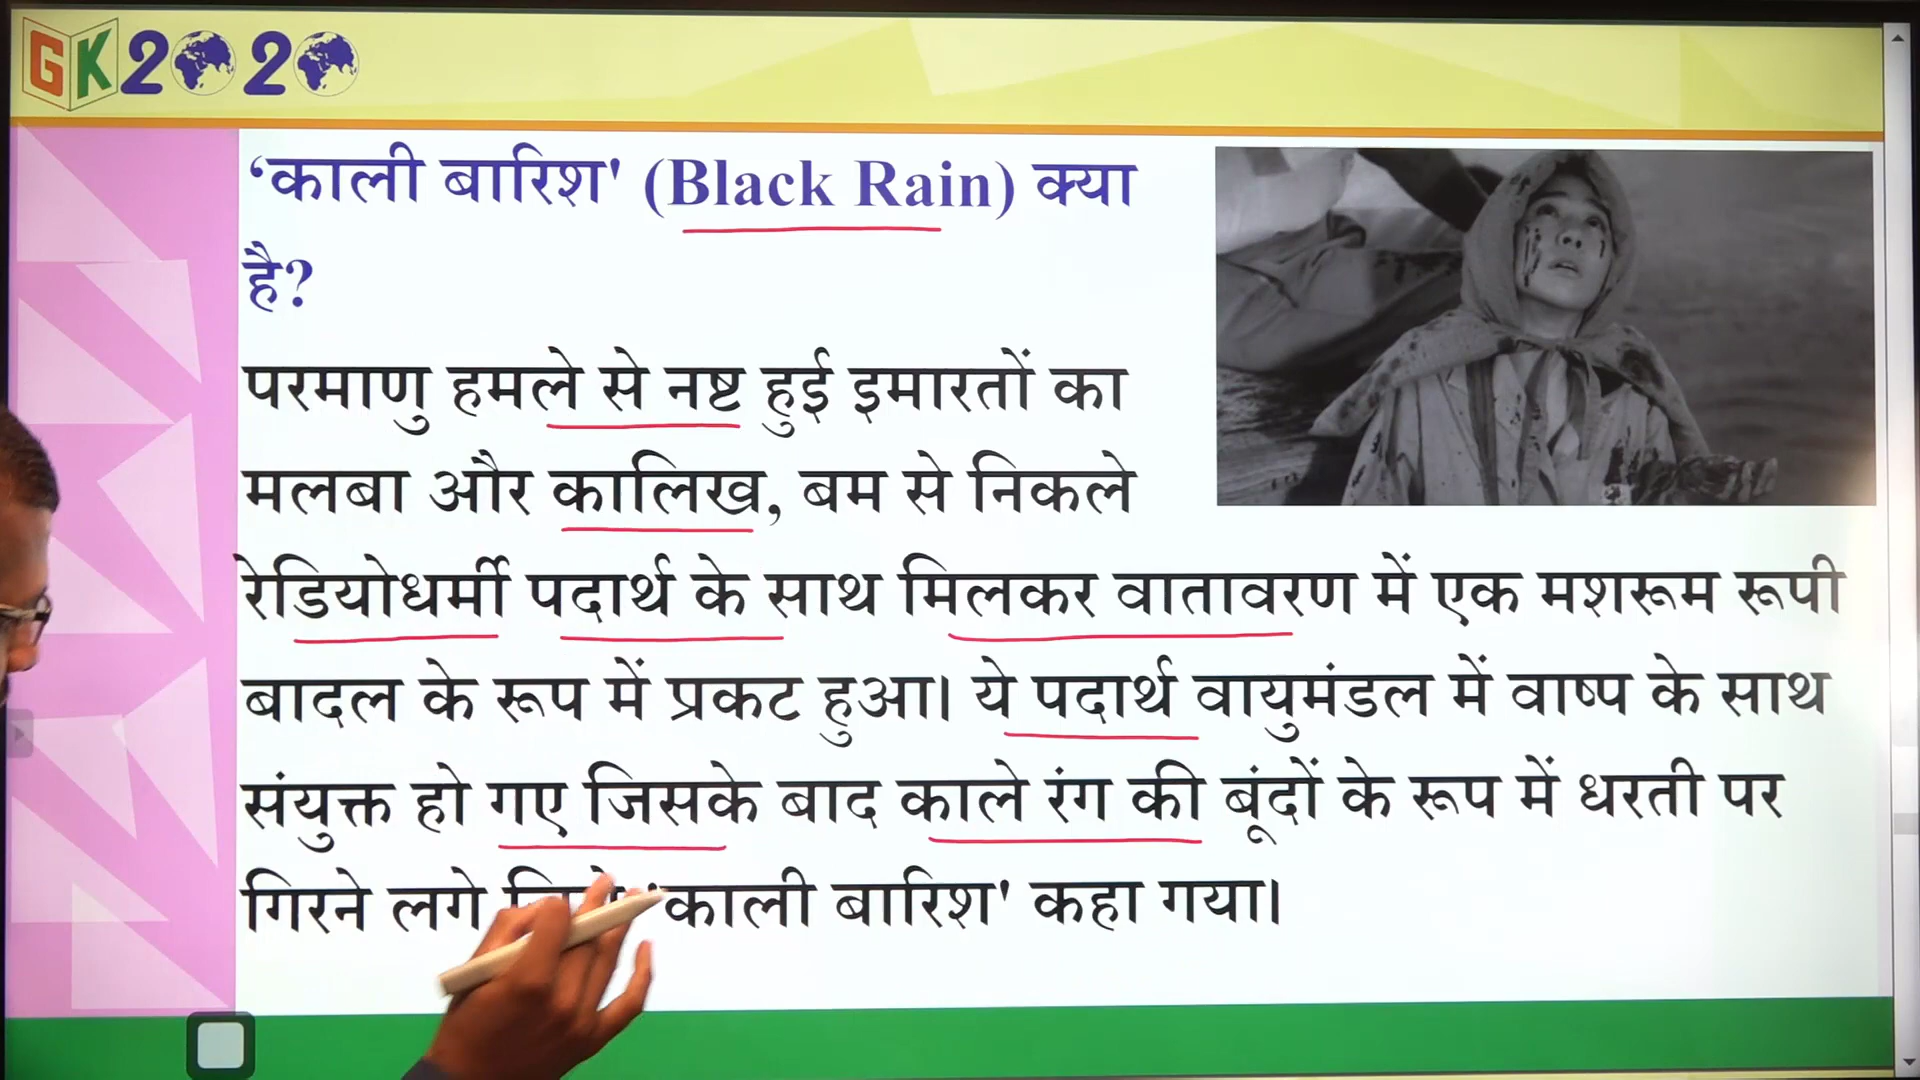 GK2020
‘काली बारिश' (Black Rain) क्या
है?
परमाणु हमले से नष्ट हुई इमारतों का
मलबा और कालिख, बम से निकले
रेडियोधर्मी पदार्थ के साथ मिलकर वातावरण में एक मशरूम रूपी
बादल के रूप में प्रकट हुआ। ये पदार्थ वायुमंडल में वाष्प के साथ
संयुक्त हो गए जिसके बाद काले रंग की बूंदों के रूप में धरती पर
गिरने लगे 'काली बारिश' कहा गया।